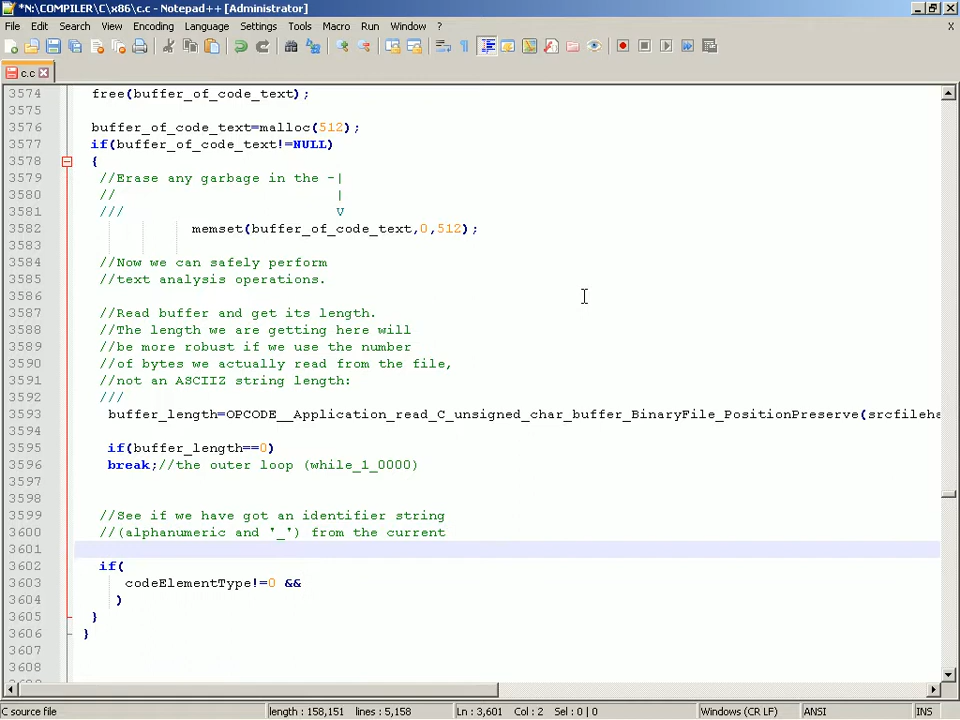 *N:\COMPILER\C\x86\c.c - Notepad++ [Administrator]
File Edit Search View Encoding Language Settings Tools Macro Run Window ? X
c.c
3574 free(buffer_of_code_text);
3575
3576 buffer_of_code_text=malloc(512);
3577 if(buffer_of_code_text!=NULL)
3578 {
3579 //Erase any garbage in the -|
3580 // |
3581 /// V
3582 memset(buffer_of_code_text,0,512);
3583
3584 //Now we can safely perform
3585 //text analysis operations.
3586
3587 //Read buffer and get its length.
3588 //The length we are getting here will
3589 //be more robust if we use the number
3590 //of bytes we actually read from the file,
3591 //not an ASCIIZ string length:
3592 ///
3593 buffer_length=OPCODE__Application_read_C_unsigned_char_buffer_BinaryFile_PositionPreserve(srcfileha
3594
3595 if(buffer_length==0)
3596 break;//the outer loop (while_1_0000)
3597
3598
3599 //See if we have got an identifier string
3600 //(alphanumeric and '_') from the current
3601
3602 if(
3603 codeElementType!=0 &&
3604 )
3605 }
3606 }
3607
3608
C source file length : 158,151 lines : 5,158 Ln : 3,601 Col : 2 Sel : 0 | 0 Windows (CR LF) ANSI INS